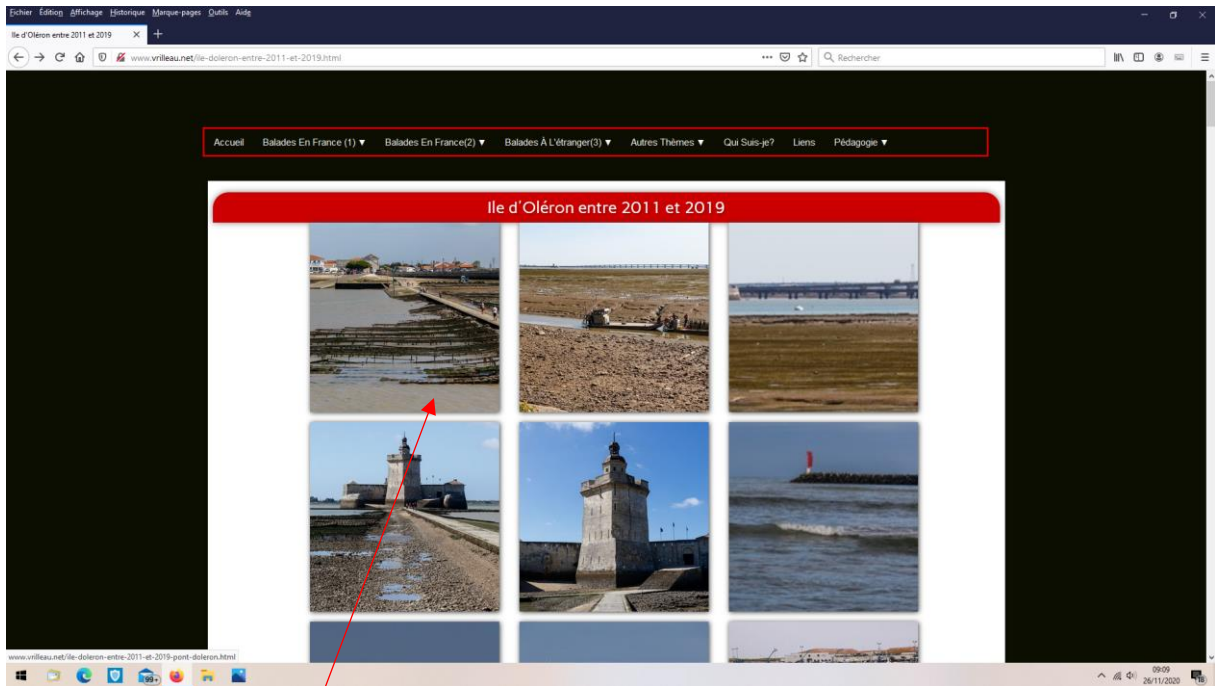 Fichier Édition Affichage Historique Marque-pages Outils Aide
Ile d'Oléron entre 2011 et 2019
www.vrilleau.net/ile-doleron-entre-2011-et-2019.html
Rechercher
Accueil Balades En France (1) ▼ Balades En France(2) ▼ Balades À L'étranger(3) ▼ Autres Thèmes ▼ Qui Suis-je? Liens Pédagogie ▼
Ile d'Oléron entre 2011 et 2019
www.vrilleau.net/ile-doleron-entre-2011-et-2019-pont-doleron.html
99+
09:09
26/11/2020
18